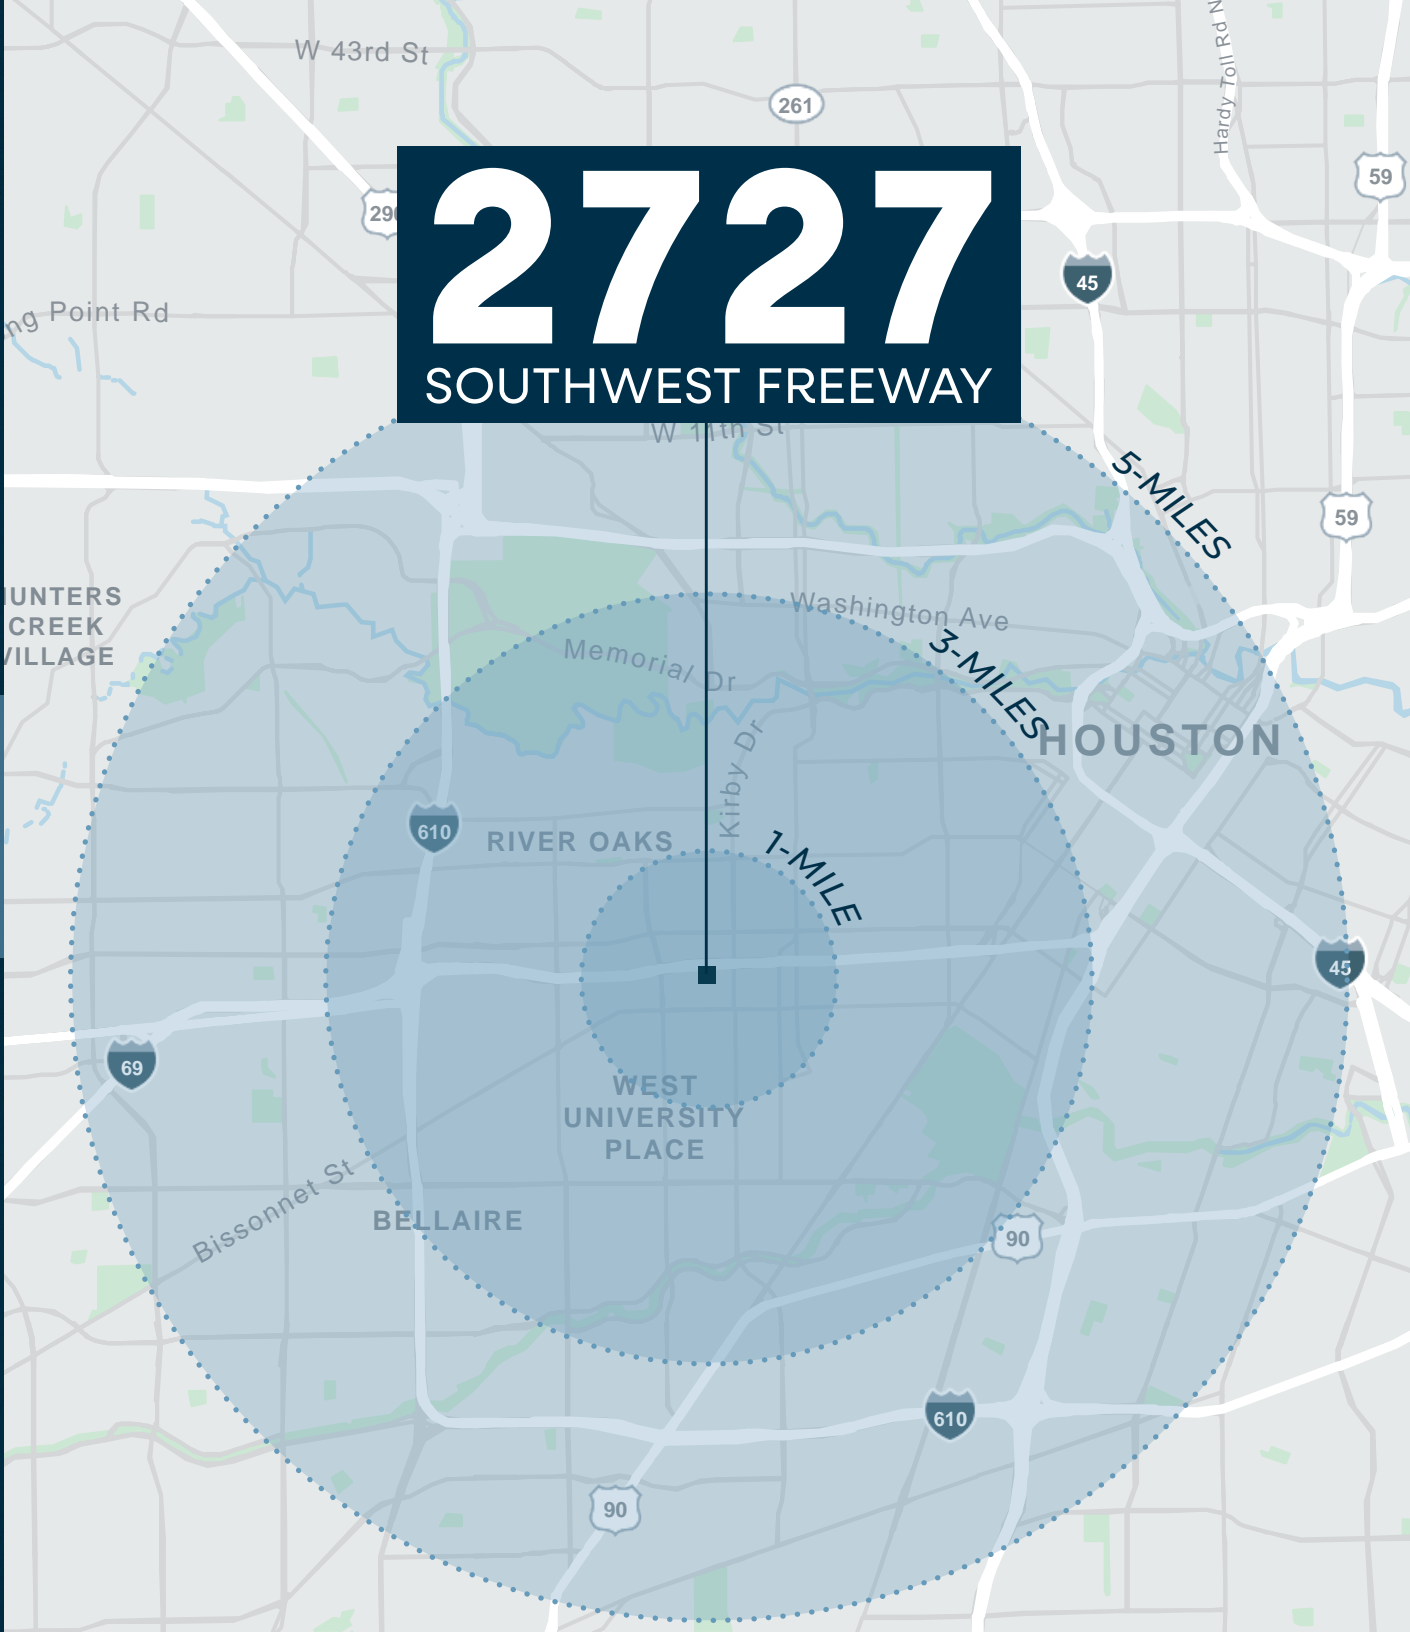 W 43rd St
261
Hardy Toll Rd N
59
290
2727
SOUTHWEST FREEWAY
45
ng Point Rd
W 11th St
5-MILES
59
HUNTERS
CREEK
VILLAGE
Washington Ave
3-MILES
Memorial Dr
HOUSTON
Kirby Dr
610
RIVER OAKS
1-MILE
45
69
WEST
UNIVERSITY
PLACE
Bissonnet St
BELLAIRE
90
610
90